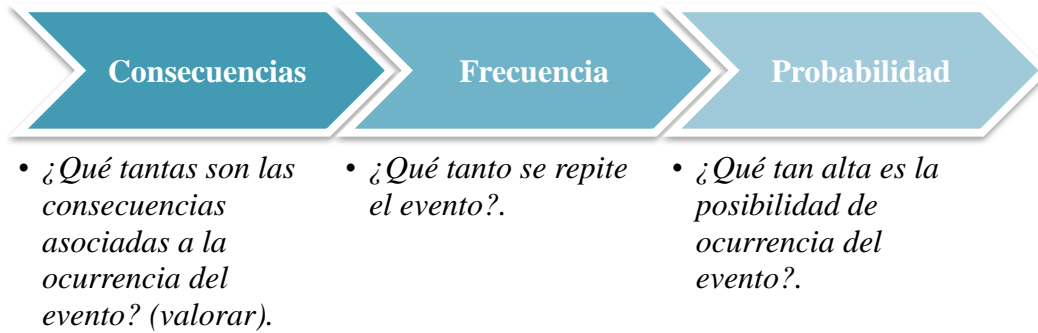 Consecuencias
• ¿Qué tantas son las
consecuencias
asociadas a la
ocurrencia del
evento? (valorar).
Frecuencia
• ¿Qué tanto se repite
el evento?.
Probabilidad
• ¿Qué tan alta es la
posibilidad de
ocurrencia del
evento?.